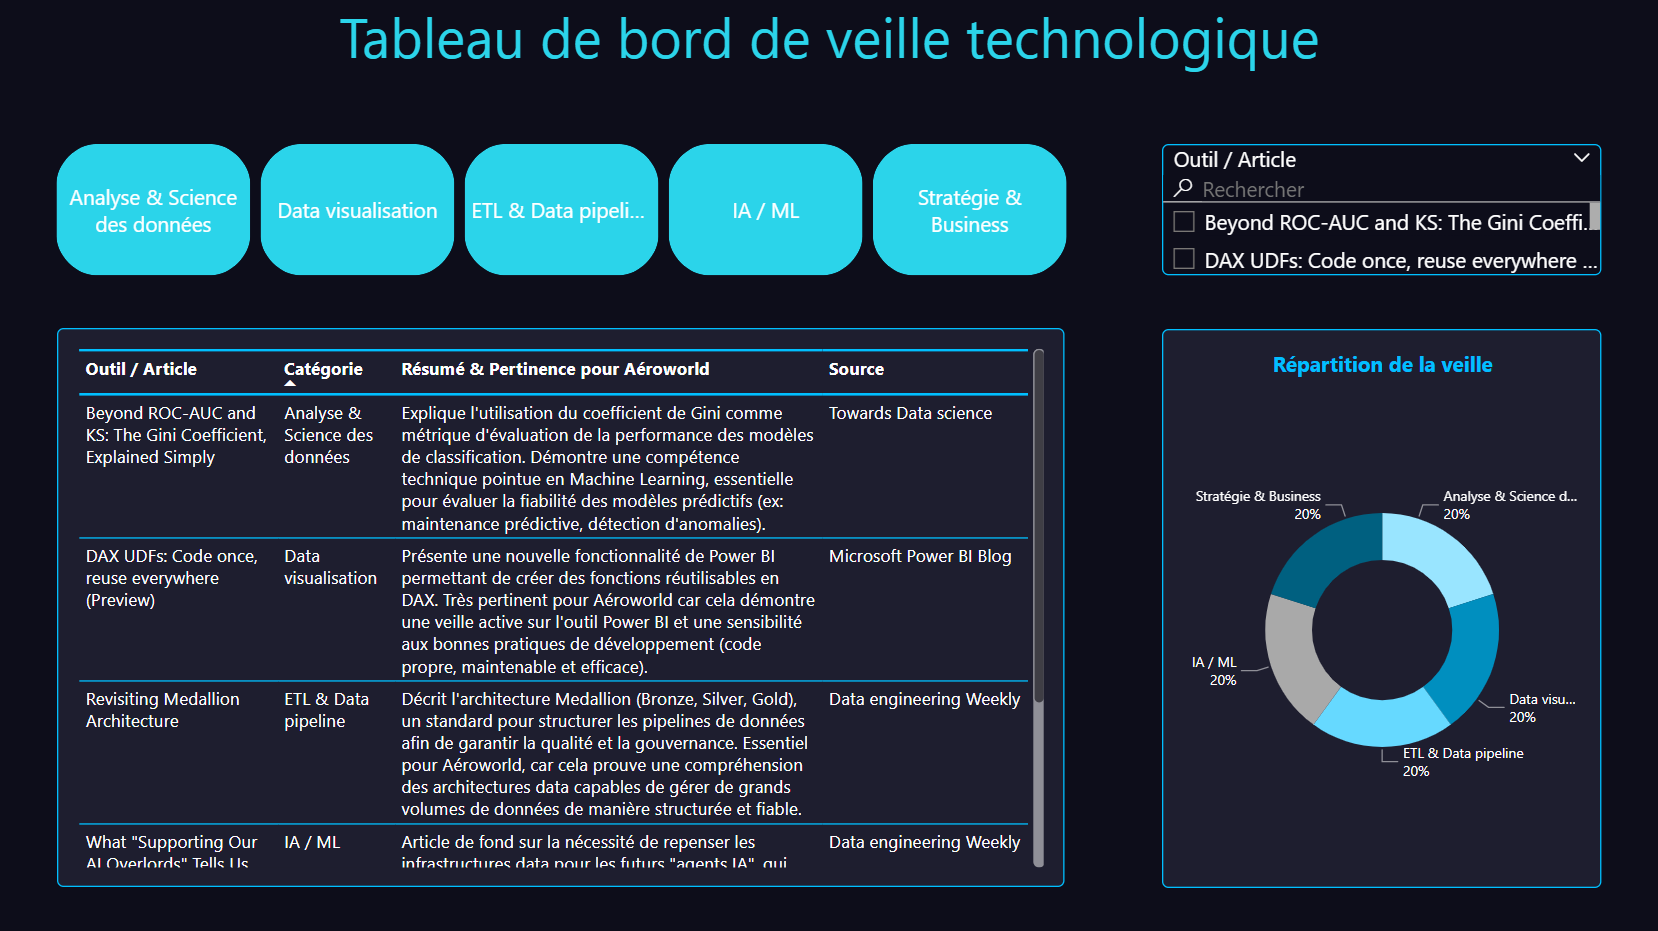 Tableau de bord de veille technologique
Analyse & Science
des données
Data visualisation
ETL & Data pipeli...
IA / ML
Stratégie &
Business
Outil / Article
Rechercher
Beyond ROC-AUC and KS: The Gini Coeffi...
DAX UDFs: Code once, reuse everywhere ...
Outil / Article
Catégorie
Résumé & Pertinence pour Aéroworld
Source
Beyond ROC-AUC and
KS: The Gini Coefficient,
Explained Simply
Analyse &
Science des
données
Explique l'utilisation du coefficient de Gini comme
métrique d'évaluation de la performance des modèles
de classification. Démontre une compétence
technique pointue en Machine Learning, essentielle
pour évaluer la fiabilité des modèles prédictifs (ex:
maintenance prédictive, détection d'anomalies).
Towards Data science
DAX UDFs: Code once,
reuse everywhere
(Preview)
Data
visualisation
Présente une nouvelle fonctionnalité de Power BI
permettant de créer des fonctions réutilisables en
DAX. Très pertinent pour Aéroworld car cela démontre
une veille active sur l'outil Power BI et une sensibilité
aux bonnes pratiques de développement (code
propre, maintenable et efficace).
Microsoft Power BI Blog
Revisiting Medallion
Architecture
ETL & Data
pipeline
Décrit l'architecture Medallion (Bronze, Silver, Gold),
un standard pour structurer les pipelines de données
afin de garantir la qualité et la gouvernance. Essentiel
pour Aéroworld, car cela prouve une compréhension
des architectures data capables de gérer de grands
volumes de données de manière structurée et fiable.
Data engineering Weekly
What "Supporting Our
AI Overlords" Tells Us
IA / ML
Article de fond sur la nécessité de repenser les
infrastructures data pour les futurs "agents IA", qui
Data engineering Weekly
Répartition de la veille
Stratégie & Business
20%
Analyse & Science d...
20%
IA / ML
20%
Data visu...
20%
ETL & Data pipeline
20%